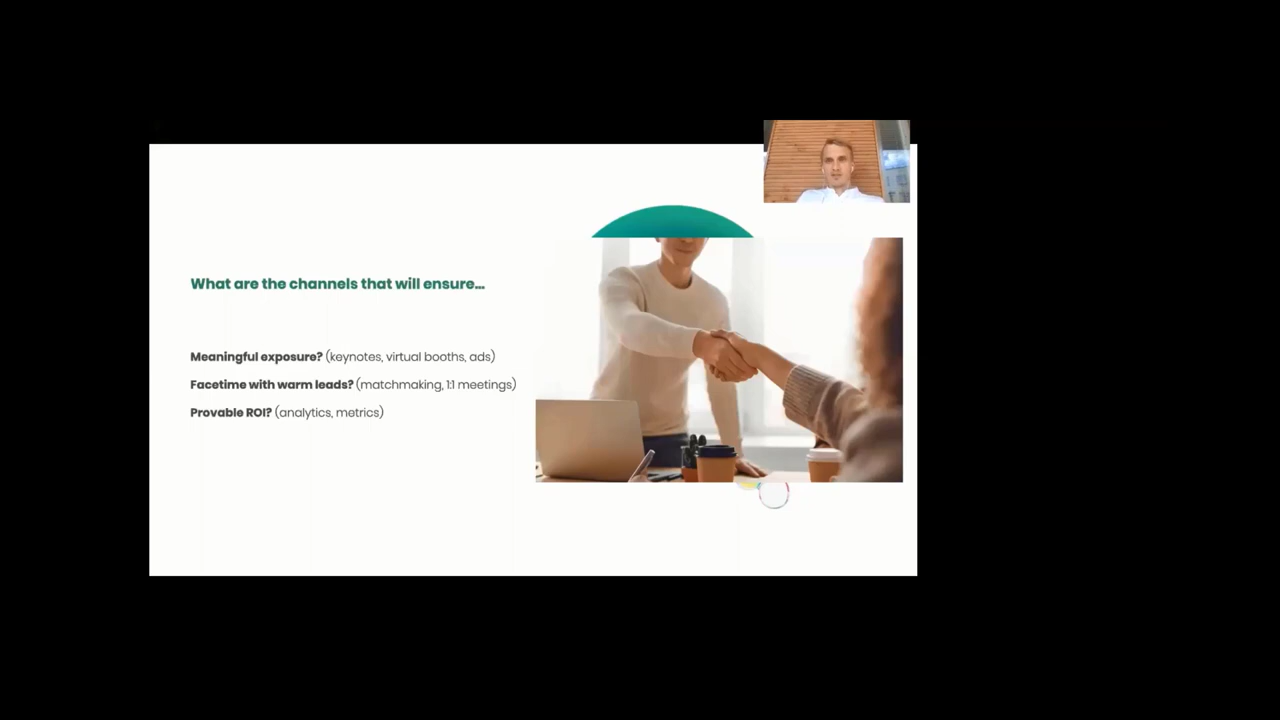 What are the channels that will ensure...
Meaningful exposure? (keynotes, virtual booths, ads)
Facetime with warm leads? (matchmaking, 1:1 meetings)
Provable ROI? (analytics, metrics)